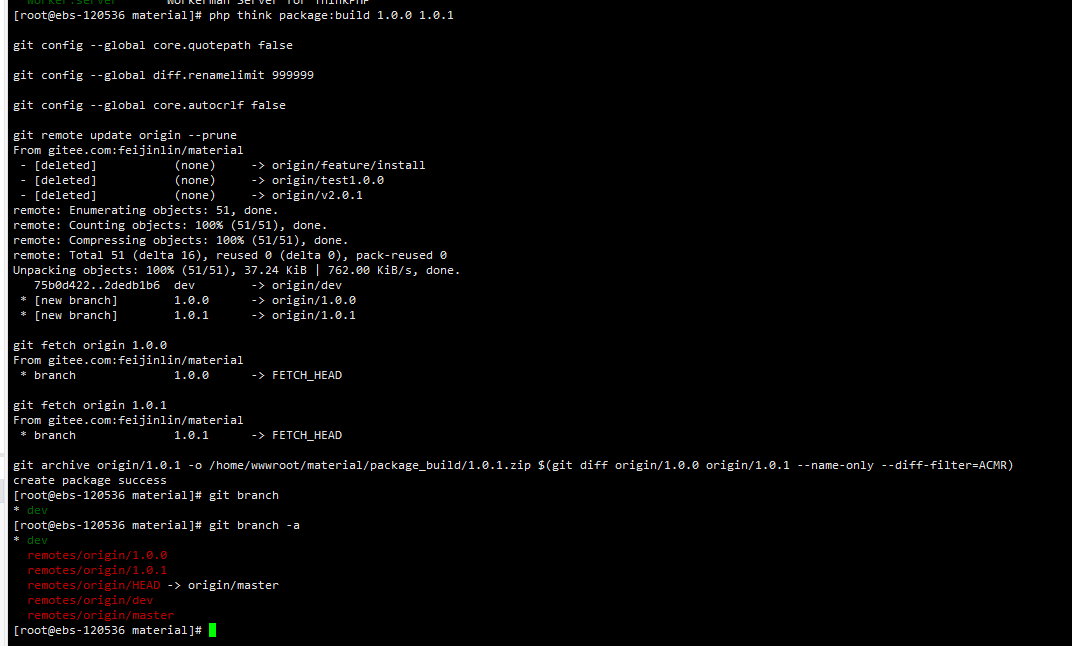 worker:server Workerman Server for ThinkPHP
[root@ebs-120536 material]# php think package:build 1.0.0 1.0.1
git config --global core.quotepath false
git config --global diff.renamelimit 999999
git config --global core.autocrlf false
git remote update origin --prune
From gitee.com:feijinlin/material
- [deleted] (none) -> origin/feature/install
- [deleted] (none) -> origin/test1.0.0
- [deleted] (none) -> origin/v2.0.1
remote: Enumerating objects: 51, done.
remote: Counting objects: 100% (51/51), done.
remote: Compressing objects: 100% (51/51), done.
remote: Total 51 (delta 16), reused 0 (delta 0), pack-reused 0
Unpacking objects: 100% (51/51), 37.24 KiB | 762.00 KiB/s, done.
75b0d422..2dedb1b6 dev -> origin/dev
* [new branch] 1.0.0 -> origin/1.0.0
* [new branch] 1.0.1 -> origin/1.0.1
git fetch origin 1.0.0
From gitee.com:feijinlin/material
* branch 1.0.0 -> FETCH_HEAD
git fetch origin 1.0.1
From gitee.com:feijinlin/material
* branch 1.0.1 -> FETCH_HEAD
git archive origin/1.0.1 -o /home/wwwroot/material/package_build/1.0.1.zip $(git diff origin/1.0.0 origin/1.0.1 --name-only --diff-filter=ACMR)
create package success
[root@ebs-120536 material]# git branch
* dev
[root@ebs-120536 material]# git branch -a
* dev
remotes/origin/1.0.0
remotes/origin/1.0.1
remotes/origin/HEAD -> origin/master
remotes/origin/dev
remotes/origin/master
[root@ebs-120536 material]#